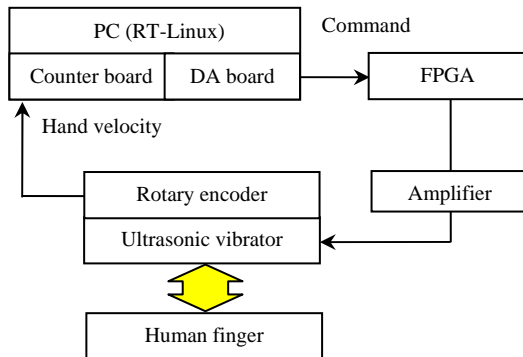 PC (RT-Linux)
Command
Counter board
DA board
FPGA
Hand velocity
Rotary encoder
Amplifier
Ultrasonic vibrator
Human finger